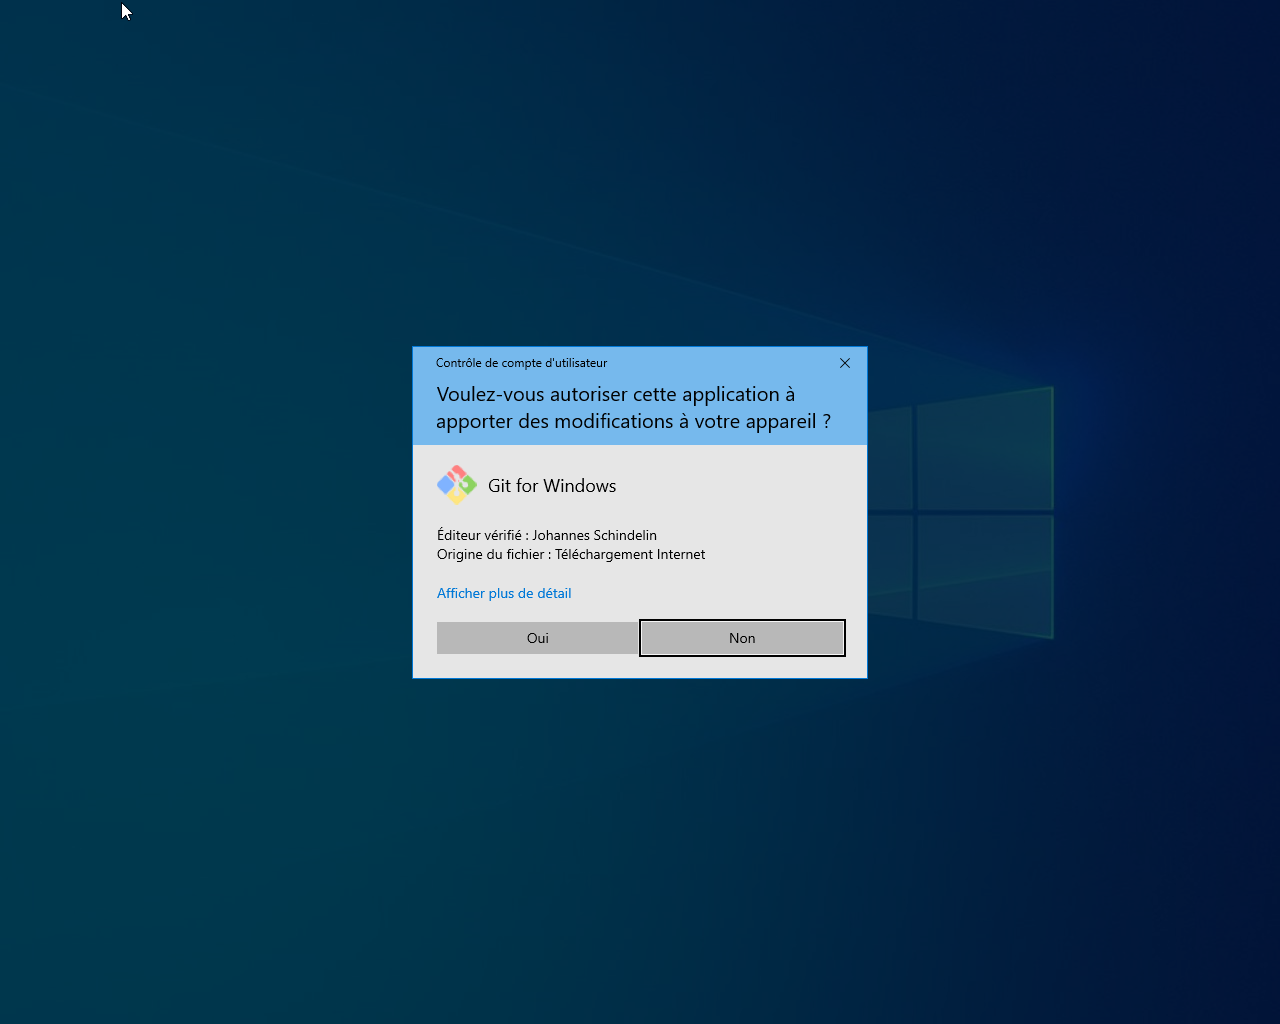 Contrôle de compte d'utilisateur
Voulez-vous autoriser cette application à
apporter des modifications à votre appareil ?
Git for Windows
Éditeur vérifié : Johannes Schindelin
Origine du fichier : Téléchargement Internet
Afficher plus de détail
Oui
Non